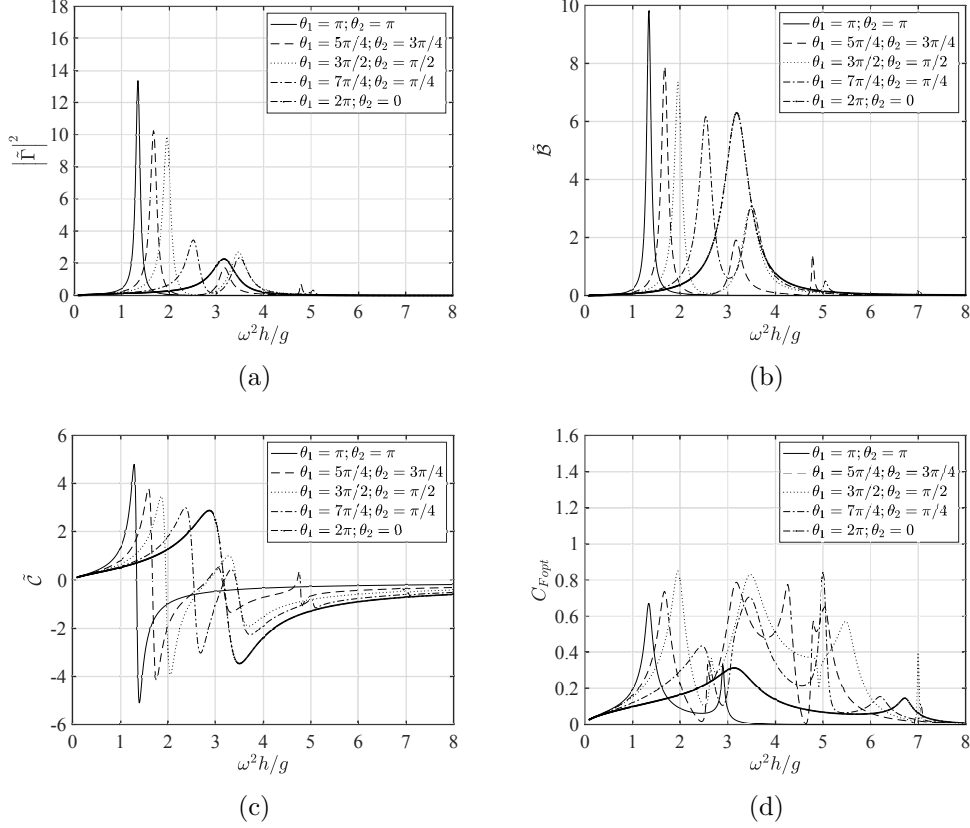 18
16
14
12
10
8
6
4
2
0
|Γ̃|²
0 1 2 3 4 5 6 7 8
ω²h/g
θ₁ = π; θ₂ = π
θ₁ = 5π/4; θ₂ = 3π/4
θ₁ = 3π/2; θ₂ = π/2
θ₁ = 7π/4; θ₂ = π/4
θ₁ = 2π; θ₂ = 0
(a)
10
8
6
4
2
0
B̃
0 1 2 3 4 5 6 7 8
ω²h/g
θ₁ = π; θ₂ = π
θ₁ = 5π/4; θ₂ = 3π/4
θ₁ = 3π/2; θ₂ = π/2
θ₁ = 7π/4; θ₂ = π/4
θ₁ = 2π; θ₂ = 0
(b)
6
4
2
0
-2
-4
-6
C̃
0 1 2 3 4 5 6 7 8
ω²h/g
θ₁ = π; θ₂ = π
θ₁ = 5π/4; θ₂ = 3π/4
θ₁ = 3π/2; θ₂ = π/2
θ₁ = 7π/4; θ₂ = π/4
θ₁ = 2π; θ₂ = 0
(c)
1.6
1.4
1.2
1
0.8
0.6
0.4
0.2
0
C_{Fopt}
0 1 2 3 4 5 6 7 8
ω²h/g
θ₁ = π; θ₂ = π
θ₁ = 5π/4; θ₂ = 3π/4
θ₁ = 3π/2; θ₂ = π/2
θ₁ = 7π/4; θ₂ = π/4
θ₁ = 2π; θ₂ = 0
(d)